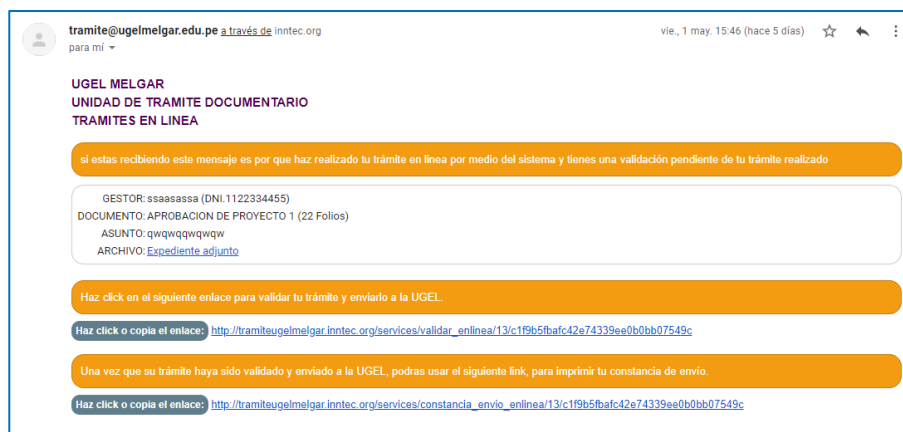 tramite@ugelmelgar.edu.pe a través de inntec.org vie., 1 may. 15:46 (hace 5 días)
para mí
UGEL MELGAR
UNIDAD DE TRAMITE DOCUMENTARIO
TRAMITES EN LINEA
si estas recibiendo este mensaje es por que haz realizado tu trámite en linea por medio del sistema y tienes una validación pendiente de tu trámite realizado
GESTOR: ssaasassa (DNI.1122334455)
DOCUMENTO: APROBACION DE PROYECTO 1 (22 Folios)
ASUNTO: qwqwqqwqwqw
ARCHIVO: Expediente adjunto
Haz click en el siguiente enlace para validar tu trámite y enviarlo a la UGEL.
Haz click o copia el enlace: http://tramiteugelmelgar.inntec.org/services/validar_enlinea/13/c1f9b5fbafc42e74339ee0b0bb07549c
Una vez que su trámite haya sido validado y enviado a la UGEL, podras usar el siguiente link, para imprimir tu constancia de envío.
Haz click o copia el enlace: http://tramiteugelmelgar.inntec.org/services/constancia_envio_enlinea/13/c1f9b5fbafc42e74339ee0b0bb07549c